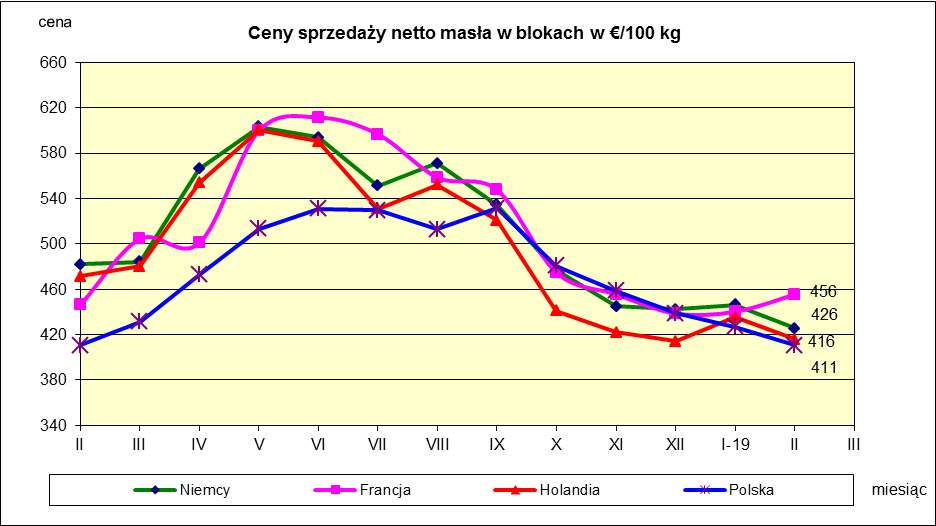 cena
Ceny sprzedaży netto masła w blokach w €/100 kg
660
620
580
540
500
460
420
380
340
456
426
416
411
II III IV V VI VII VIII IX X XI XII I-19 II III
Niemcy Francja Holandia Polska
miesiąc